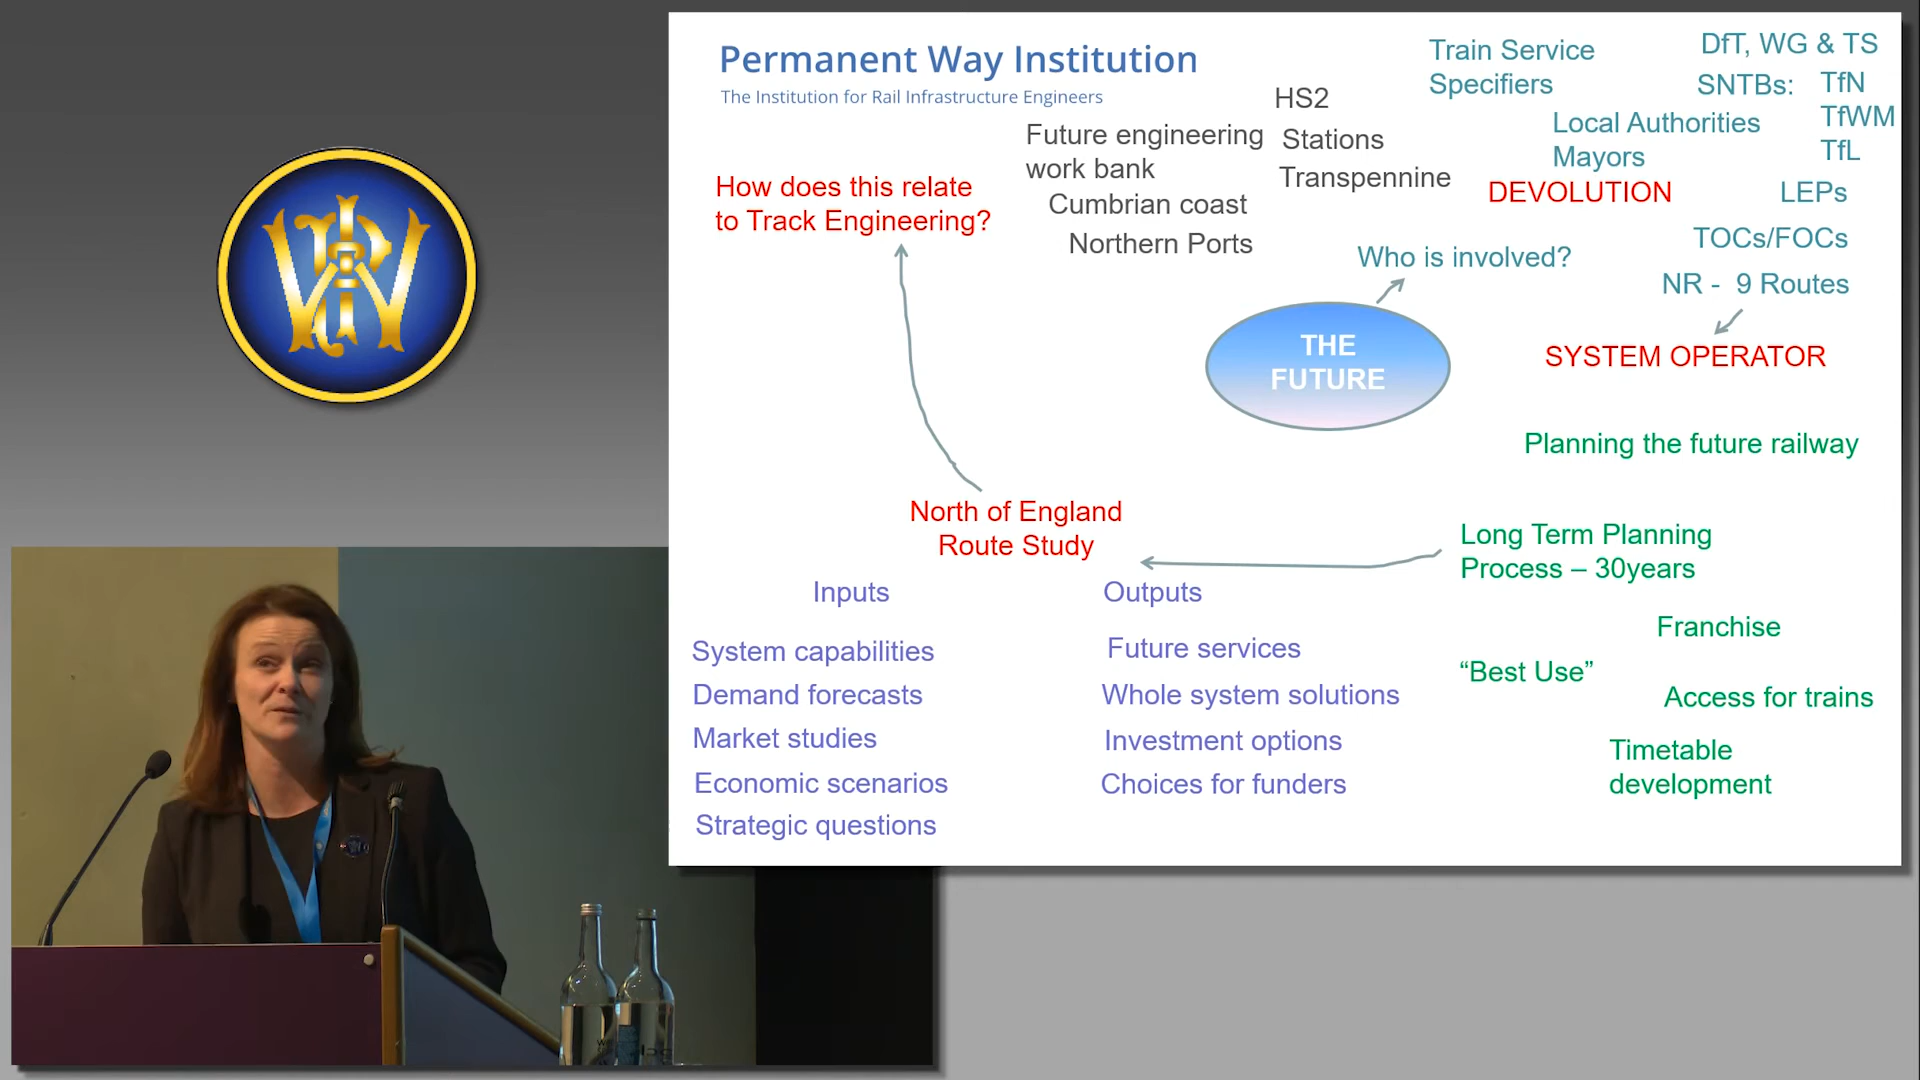 Permanent Way Institution
The Institution for Rail Infrastructure Engineers
How does this relate
to Track Engineering?
Future engineering
work bank
Cumbrian coast
Northern Ports
HS2
Stations
Transpennine
Train Service
Specifiers
DfT, WG & TS
SNTBs:
TfN
TfWM
TfL
Local Authorities
Mayors
DEVOLUTION
LEPs
TOCs/FOCs
Who is involved?
NR - 9 Routes
THE
FUTURE
SYSTEM OPERATOR
Planning the future railway
North of England
Route Study
Long Term Planning
Process – 30years
Inputs
System capabilities
Demand forecasts
Market studies
Economic scenarios
Strategic questions
Outputs
Future services
Whole system solutions
Investment options
Choices for funders
Franchise
“Best Use”
Access for trains
Timetable
development